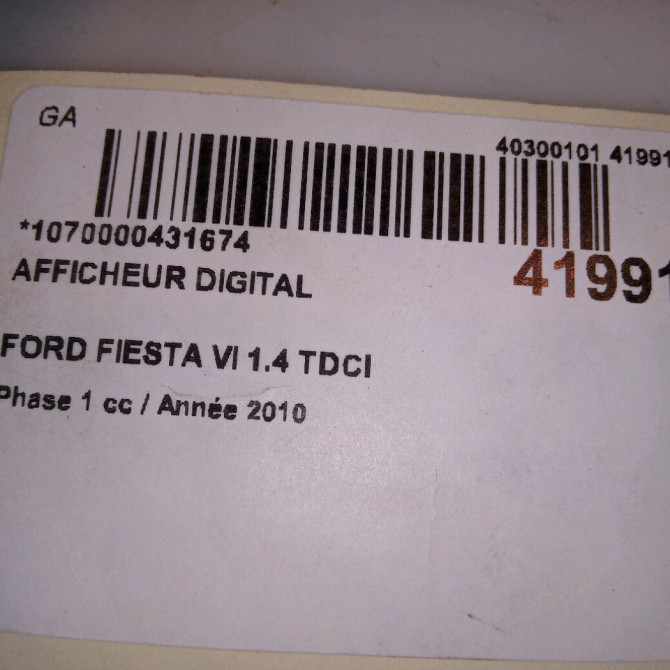 GA
40300101 41991
*1070000431674
41991
AFFICHEUR DIGITAL
FORD FIESTA VI 1.4 TDCI
Phase 1 cc / Année 2010